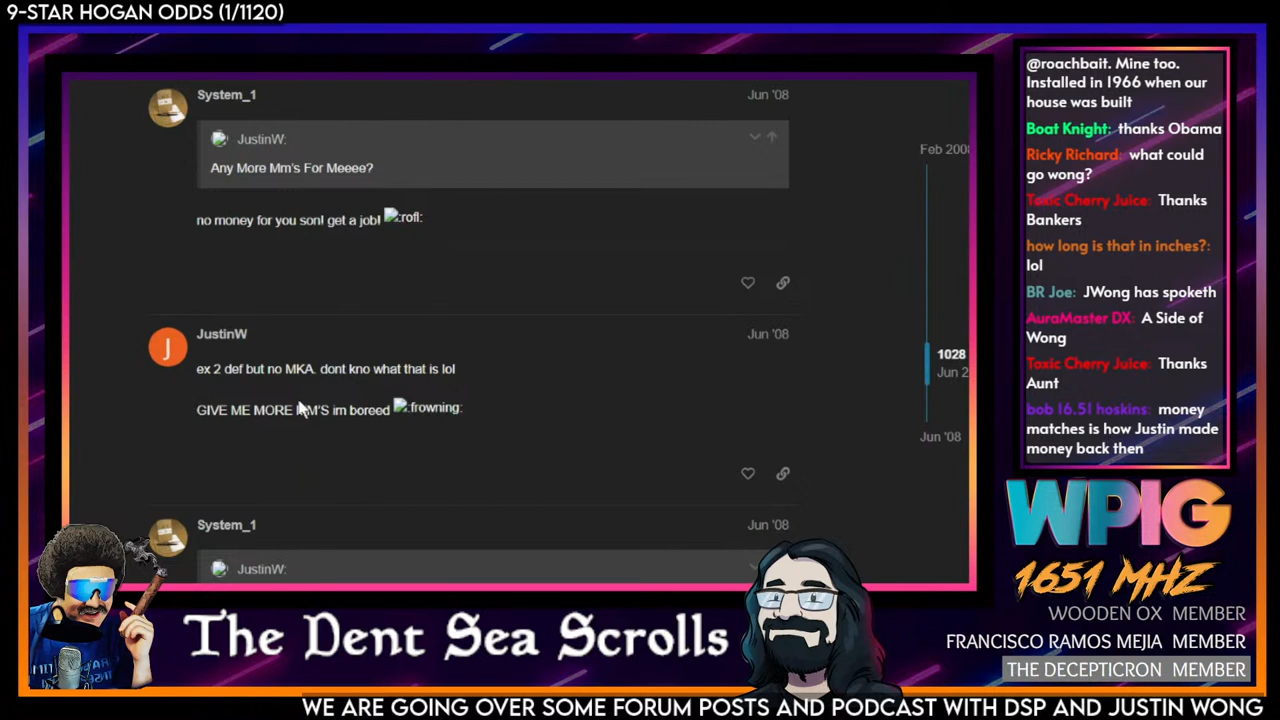 9-STAR HOGAN ODDS (1/1120)
System_1
Jun '08
JustinW:
Any More Mm's For Meeee?
no money for you son! get a job! :rofl:
JustinW
Jun '08
J
ex 2 def but no MKA. dont kno what that is lol
GIVE ME MORE MM'S im boreed :frowning:
System_1
Jun '08
JustinW:
Feb 2008
1028
Jun 2
Jun '08
@roachbait. Mine too.
Installed in 1966 when our
house was built
Boat Knight: thanks Obama
Ricky Richard: what could
go wong?
Toxic Cherry Juice: Thanks
Bankers
how long is that in inches?:
lol
BR Joe: JWong has spoketh
AuraMaster DX: A Side of
Wong
Toxic Cherry Juice: Thanks
Aunt
bob 16.51 hoskins: money
matches is how Justin made
money back then
WPIG
1651 MHZ
WOODEN OX MEMBER
FRANCISCO RAMOS MEJIA MEMBER
THE DECEPTICRON MEMBER
The Dent Sea Scrolls
WE ARE GOING OVER SOME FORUM POSTS AND PODCAST WITH DSP AND JUSTIN WONG